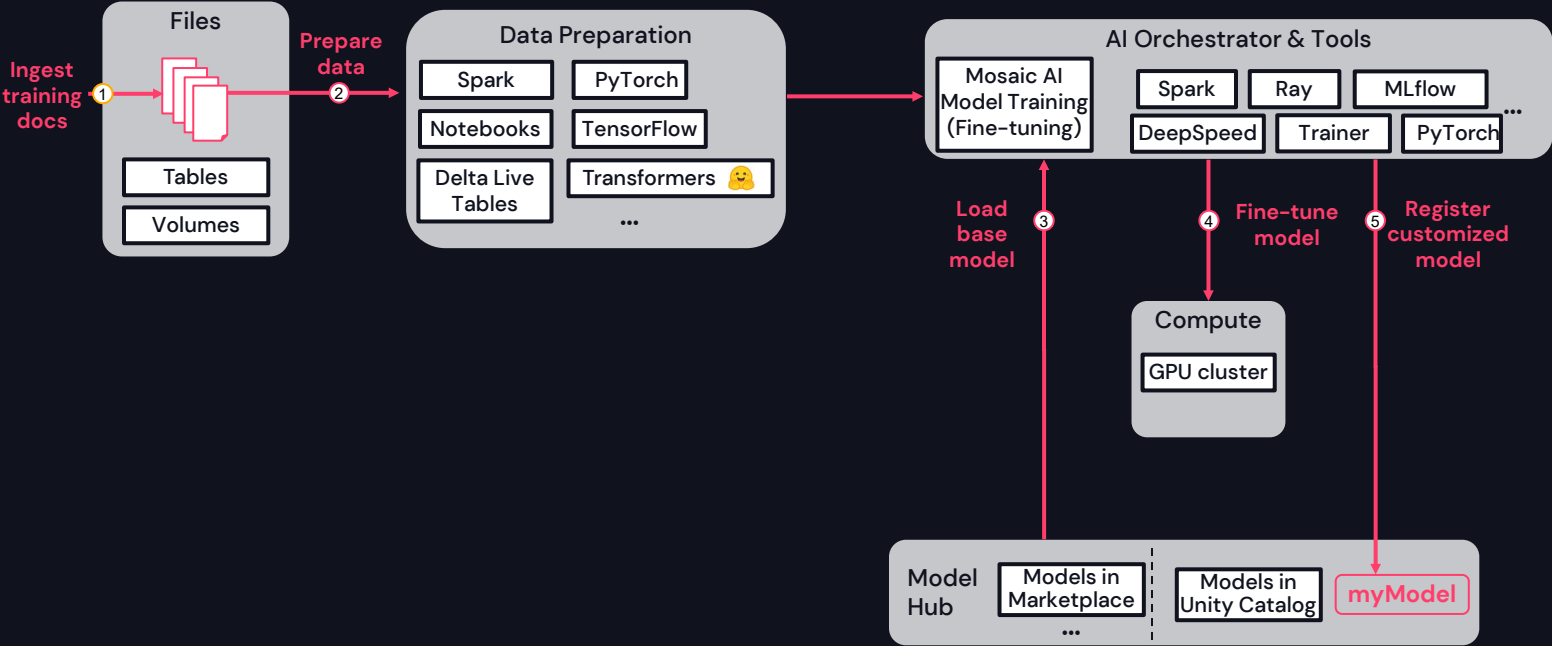 Ingest
training
docs
1
Files
Tables
Volumes
Prepare
data
2
Data Preparation
Spark
PyTorch
Notebooks
TensorFlow
Delta Live
Tables
Transformers 🤗
...
AI Orchestrator & Tools
Mosaic AI
Model Training
(Fine-tuning)
Spark
Ray
MLflow
...
DeepSpeed
Trainer
PyTorch
Load
base
model
3
4
Fine-tune
model
5
Register
customized
model
Compute
GPU cluster
Model
Hub
Models in
Marketplace
...
Models in
Unity Catalog
myModel